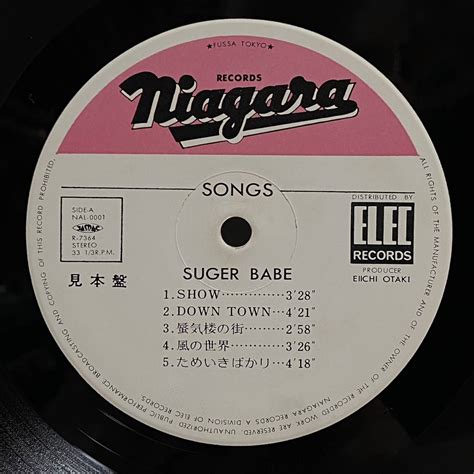 ★FUSSA TOKYO★
RECORDS
Niagara
SONGS
SIDE-A
NAL-0001
JASRAC
R-7364
STEREO
33 1/3R.P.M.
見本盤
DISTRIBUTED BY
ELEC
RECORDS
PRODUCER
EIICHI OTAKI
SUGER BABE
1.SHOW…………3'28"
2.DOWN TOWN…4'21"
3.蜃気楼の街……2'58"
4.風の世界………3'26"
5.ためいきばかり…4'18"
ALL RIGHTS OF THE MANUFACTURER AND OF THE OWNER OF THE RECORDED WORK ARE RESERVED. UNAUTHORIZED PUBLIC PERFORMANCE BROADCASTING AND COPYING OF THIS RECORD PROHIBITED.
NAIAGARA RECORDS A DIVISION OF ELEC RECORDS.